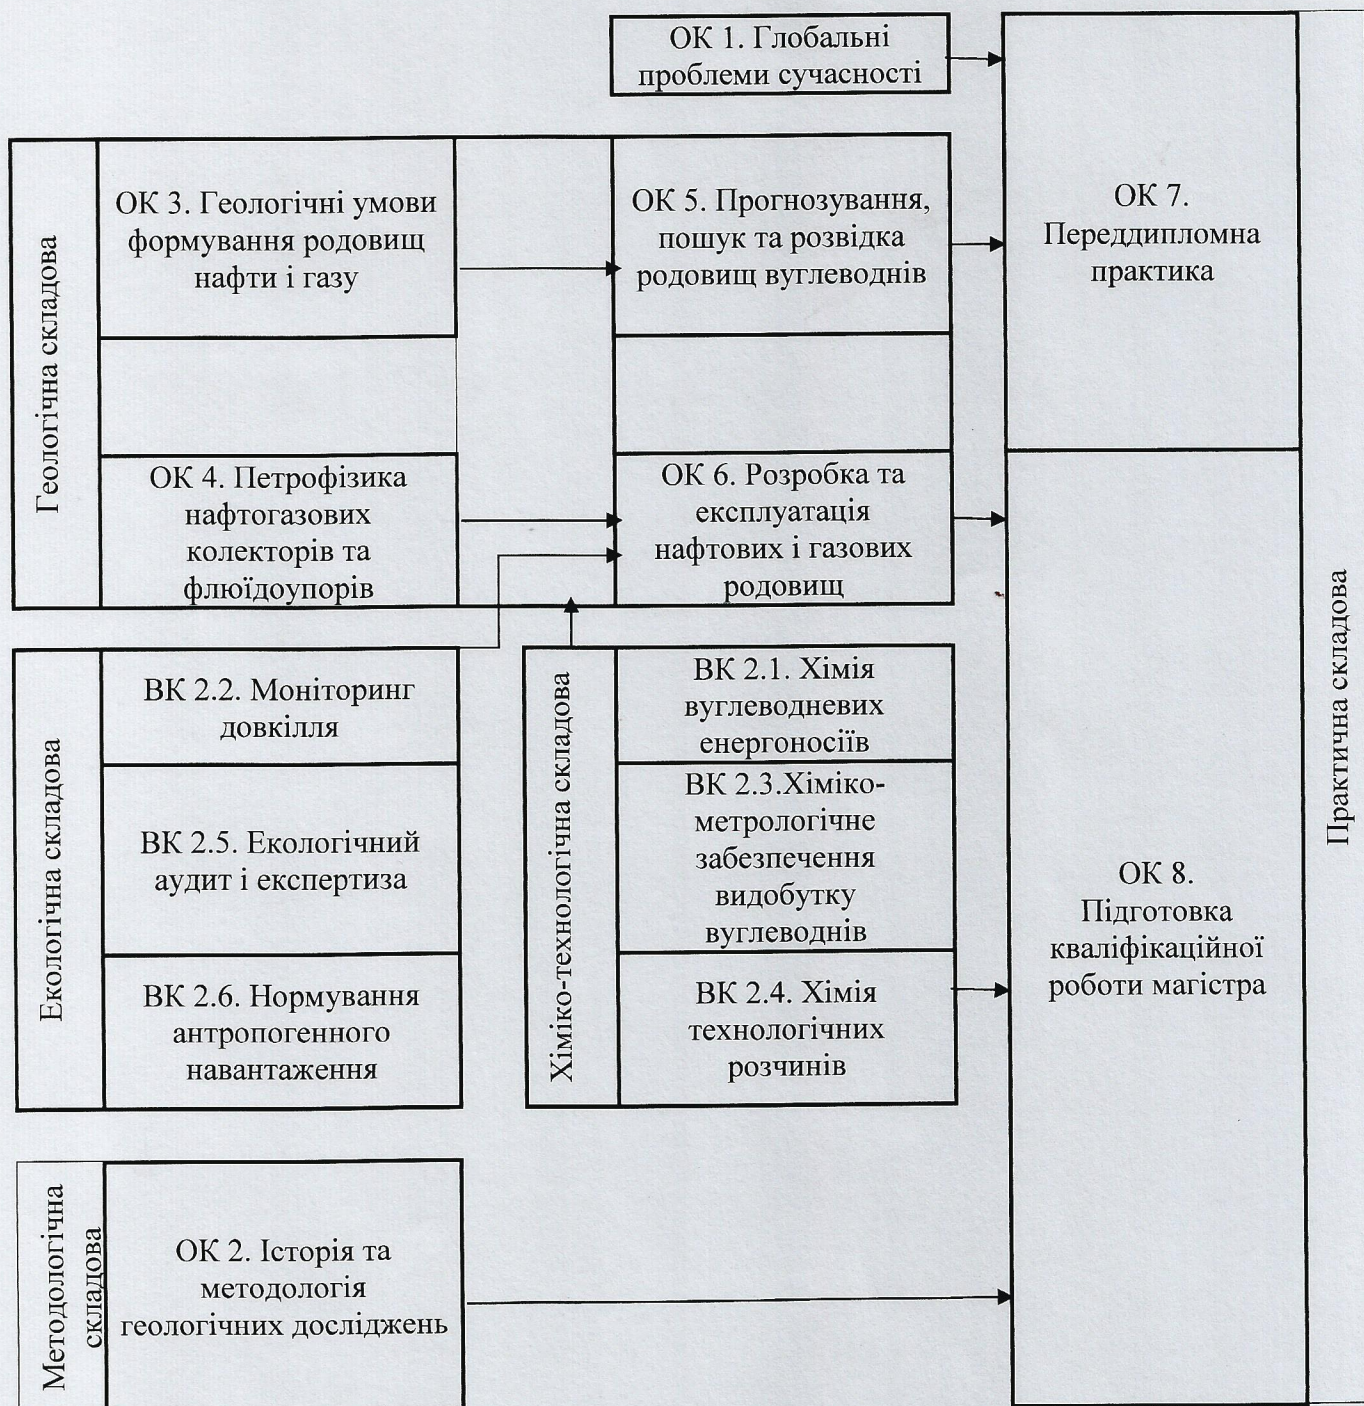 ОК 1. Глобальні
проблеми сучасності
Геологічна складова
ОК 3. Геологічні умови
формування родовищ
нафти і газу
ОК 5. Прогнозування,
пошук та розвідка
родовищ вуглеводнів
ОК 7.
Переддипломна
практика
ОК 4. Петрофізика
нафтогазових
колекторів та
флюїдоупорів
ОК 6. Розробка та
експлуатація
нафтових і газових
родовищ
Екологічна складова
ВК 2.2. Моніторинг
довкілля
ВК 2.5. Екологічний
аудит і експертиза
ВК 2.6. Нормування
антропогенного
навантаження
Хіміко-технологічна складова
ВК 2.1. Хімія
вуглеводневих
енергоносіїв
ВК 2.3.Хіміко-
метрологічне
забезпечення
видобутку
вуглеводнів
ВК 2.4. Хімія
технологічних
розчинів
ОК 8.
Підготовка
кваліфікаційної
роботи магістра
Практична складова
Методологічна
складова
ОК 2. Історія та
методологія
геологічних досліджень